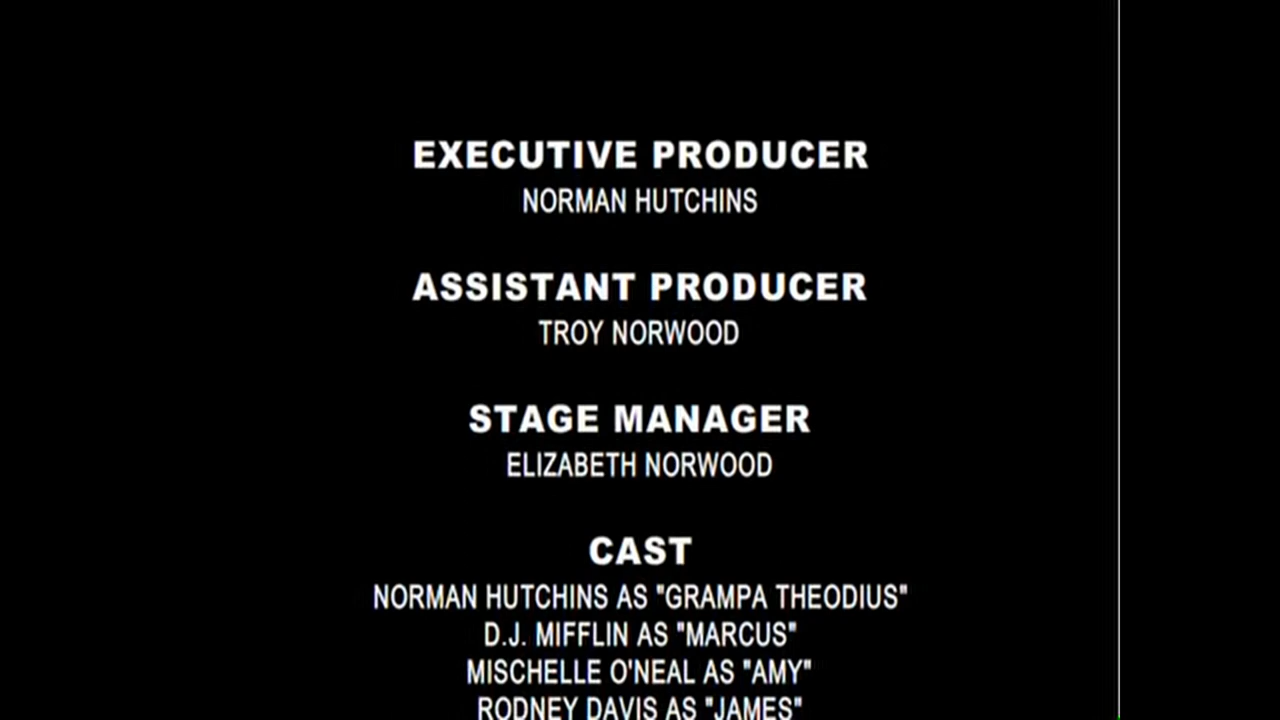 EXECUTIVE PRODUCER
NORMAN HUTCHINS
ASSISTANT PRODUCER
TROY NORWOOD
STAGE MANAGER
ELIZABETH NORWOOD
CAST
NORMAN HUTCHINS AS "GRAMPA THEODIUS"
D.J. MIFFLIN AS "MARCUS"
MISCHELLE O'NEAL AS "AMY"
RODNEY DAVIS AS "JAMES"